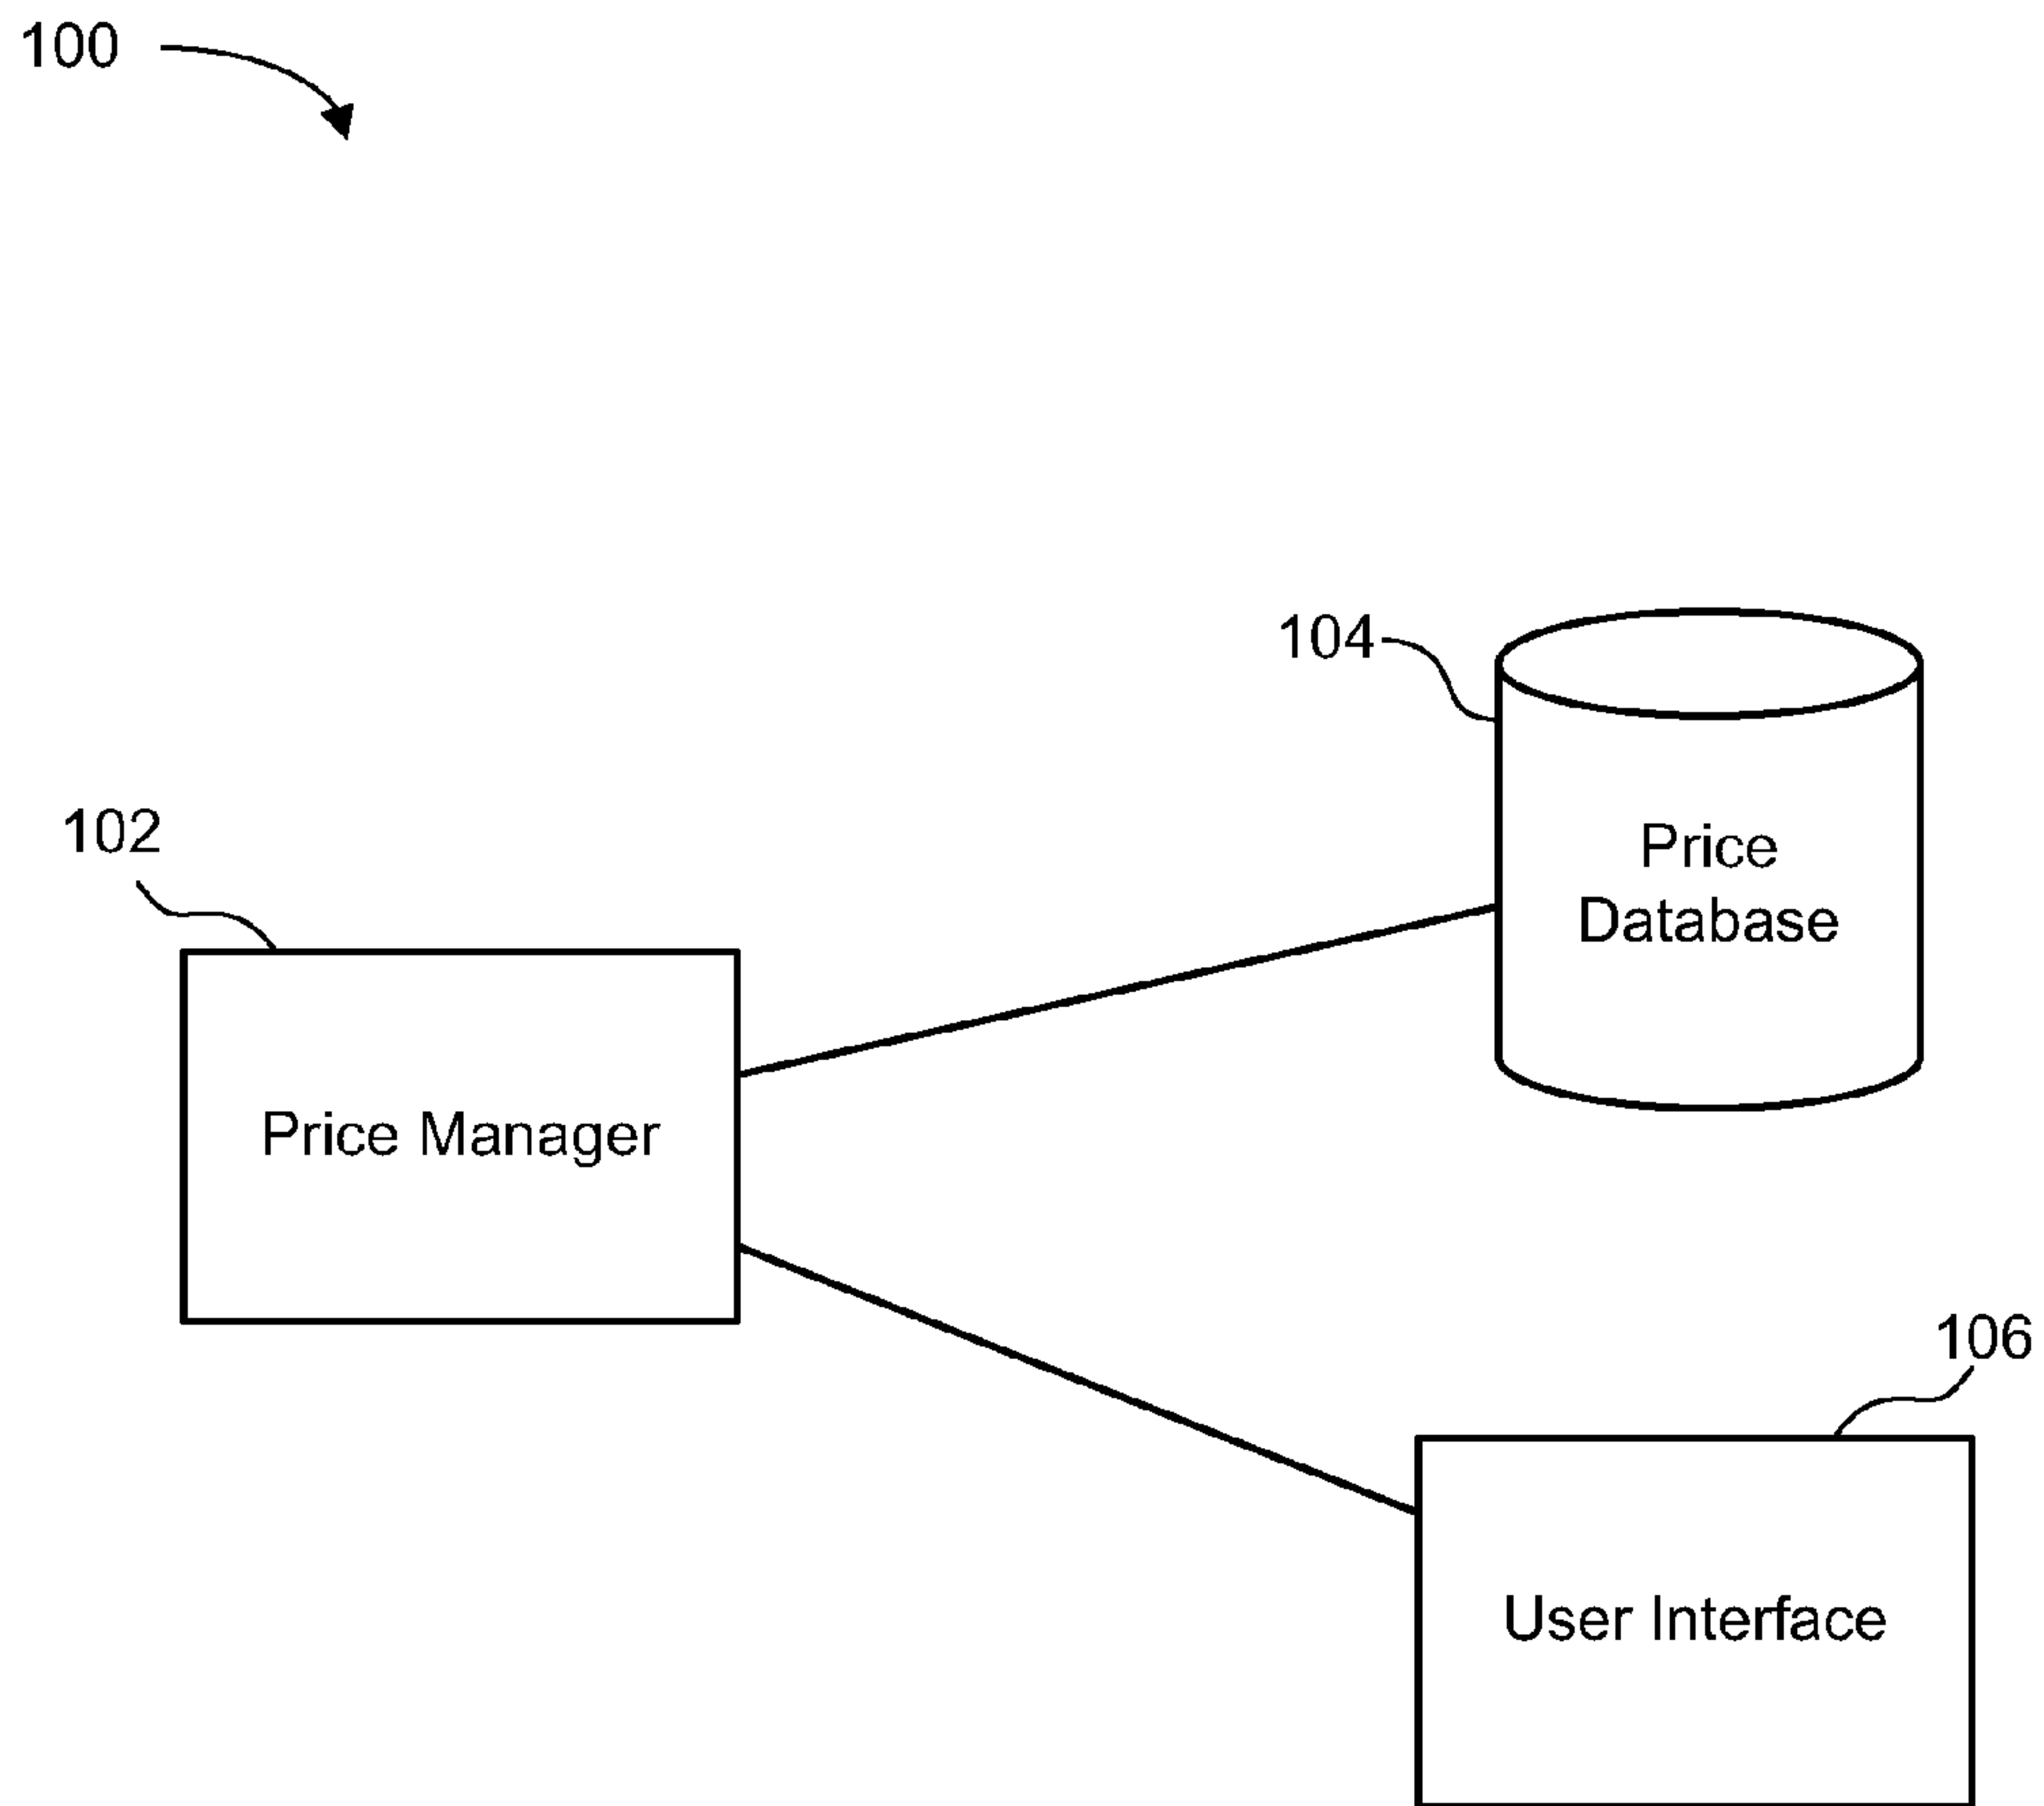 100
104
Price
Database
102
Price Manager
106
User Interface